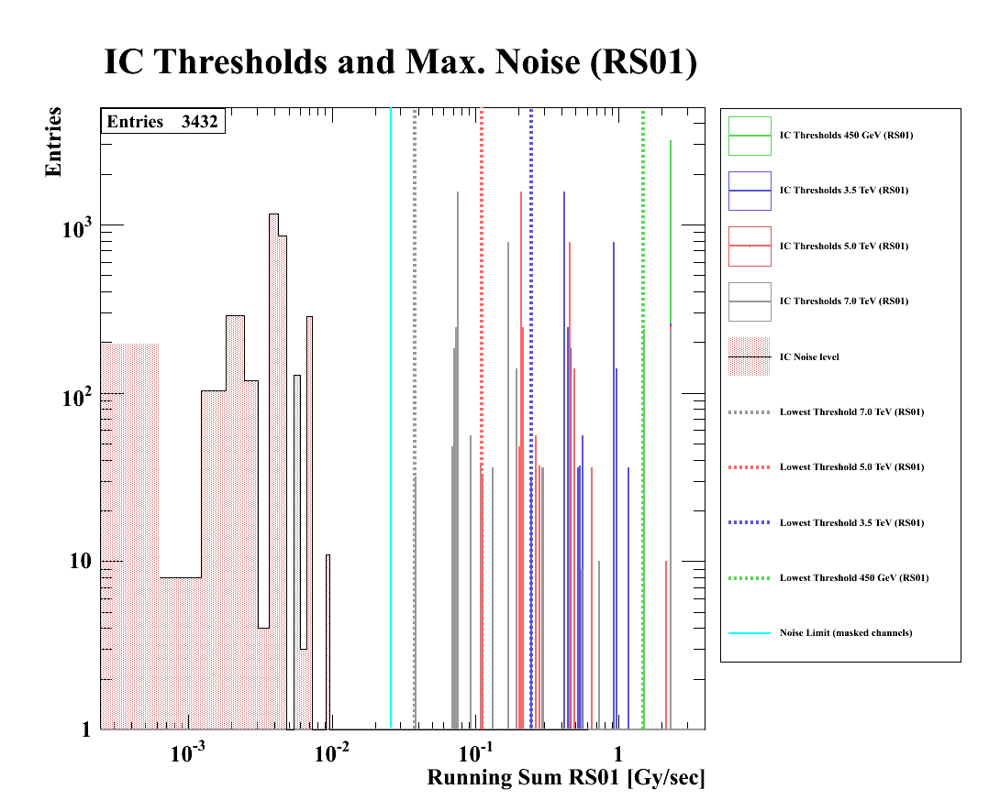 IC Thresholds and Max. Noise (RS01)
Entries
Entries 3432
10^3
10^2
10
1
10^-3
10^-2
10^-1
1
Running Sum RS01 [Gy/sec]
IC Thresholds 450 GeV (RS01)
IC Thresholds 3.5 TeV (RS01)
IC Thresholds 5.0 TeV (RS01)
IC Thresholds 7.0 TeV (RS01)
IC Noise level
Lowest Threshold 7.0 TeV (RS01)
Lowest Threshold 5.0 TeV (RS01)
Lowest Threshold 3.5 TeV (RS01)
Lowest Threshold 450 GeV (RS01)
Noise Limit (masked channels)